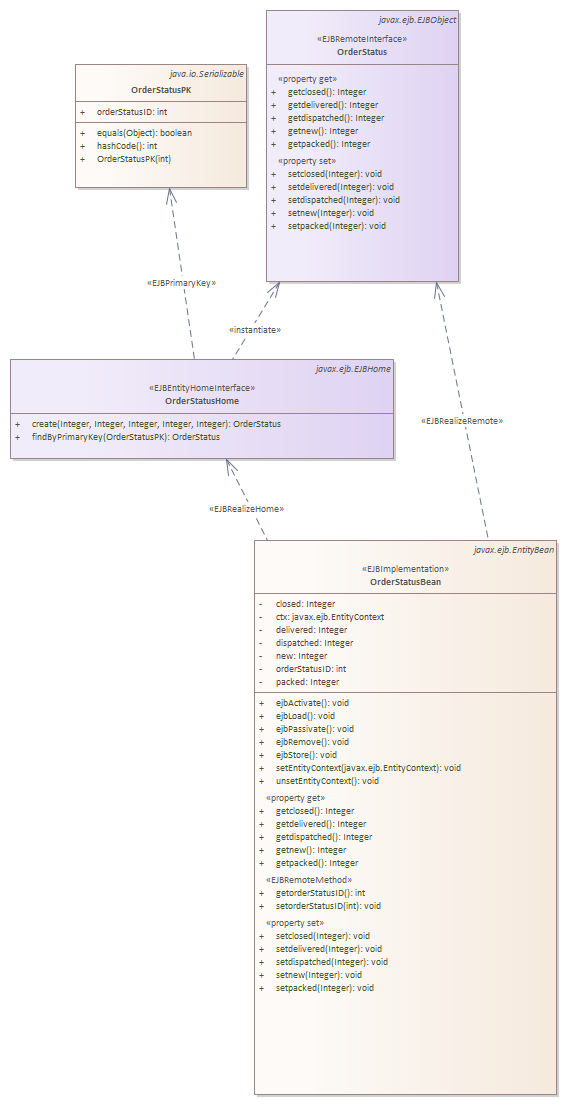 javax.ejb.EJBObject
«EJBRemoteInterface»
OrderStatus
«property get»
+ getclosed(): Integer
+ getdelivered(): Integer
+ getdispatched(): Integer
+ getnew(): Integer
+ getpacked(): Integer
«property set»
+ setclosed(Integer): void
+ setdelivered(Integer): void
+ setdispatched(Integer): void
+ setnew(Integer): void
+ setpacked(Integer): void
java.io.Serializable
OrderStatusPK
+ orderStatusID: int
+ equals(Object): boolean
+ hashCode(): int
+ OrderStatusPK(int)
«EJBPrimaryKey»
«instantiate»
javax.ejb.EJBHome
«EJBEntityHomeInterface»
OrderStatusHome
+ create(Integer, Integer, Integer, Integer, Integer): OrderStatus
+ findByPrimaryKey(OrderStatusPK): OrderStatus
«EJBRealizeRemote»
«EJBRealizeHome»
javax.ejb.EntityBean
«EJBImplementation»
OrderStatusBean
- closed: Integer
- ctx: javax.ejb.EntityContext
- delivered: Integer
- dispatched: Integer
- new: Integer
- orderStatusID: int
- packed: Integer
+ ejbActivate(): void
+ ejbLoad(): void
+ ejbPassivate(): void
+ ejbRemove(): void
+ ejbStore(): void
+ setEntityContext(javax.ejb.EntityContext): void
+ unsetEntityContext(): void
«property get»
+ getclosed(): Integer
+ getdelivered(): Integer
+ getdispatched(): Integer
+ getnew(): Integer
+ getpacked(): Integer
«EJBRemoteMethod»
+ getorderStatusID(): int
+ setorderStatusID(int): void
«property set»
+ setclosed(Integer): void
+ setdelivered(Integer): void
+ setdispatched(Integer): void
+ setnew(Integer): void
+ setpacked(Integer): void